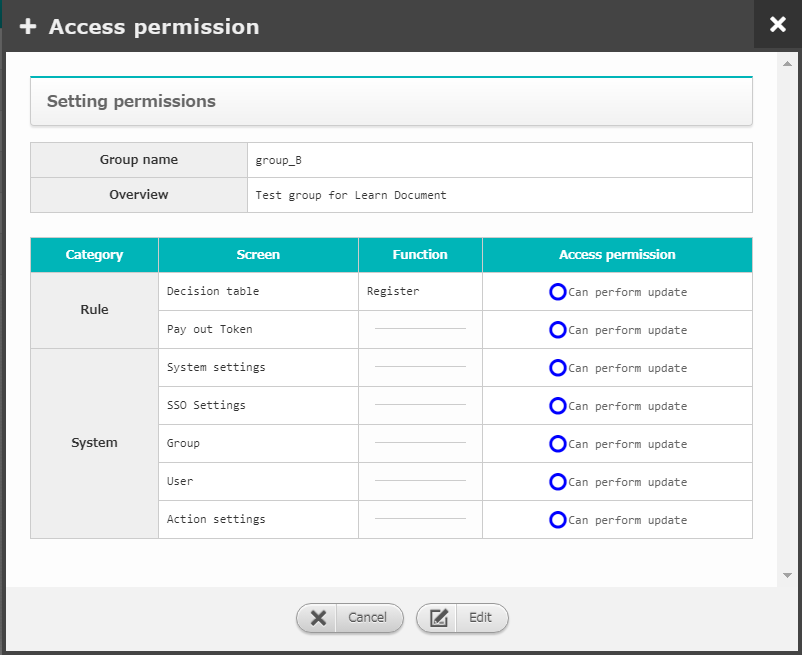 Access permission
Setting permissions
Group name group_B
Overview Test group for Learn Document
Category Screen Function Access permission
Rule Decision table Register Can perform update
Pay out Token Can perform update
System System settings Can perform update
SSO Settings Can perform update
Group Can perform update
User Can perform update
Action settings Can perform update
Cancel Edit